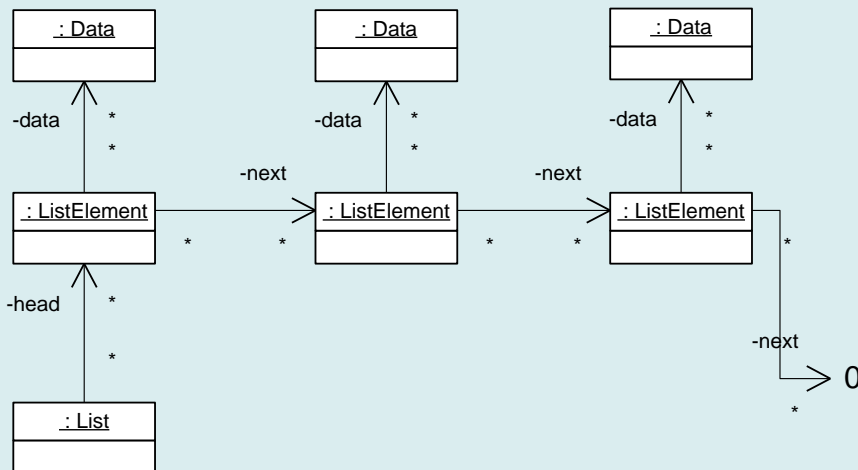 : Data
: Data
: Data
-data
*
*
-data
*
*
-data
*
*
-next
-next
: ListElement
: ListElement
: ListElement
*
*
*
*
*
-head
*
*
-next
0
*
: List